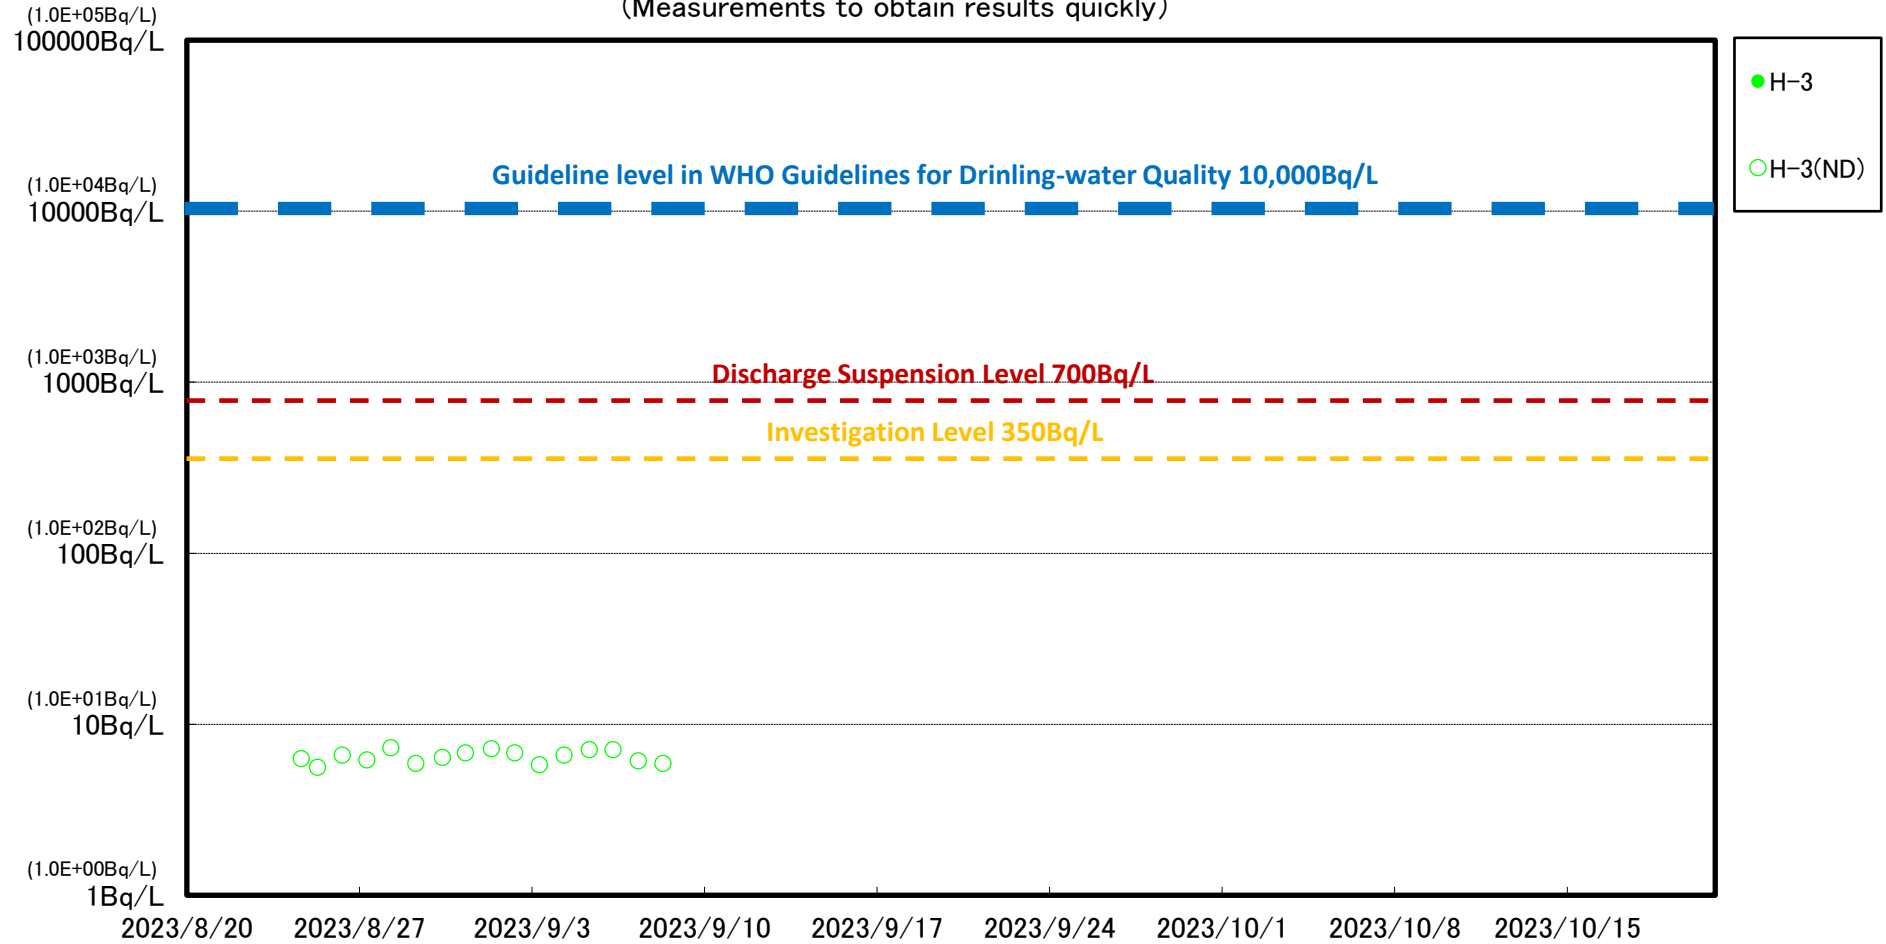 (Measurements to obtain results quickly)
(1.0E+05Bq/L)
100000Bq/L
H-3
H-3(ND)
Guideline level in WHO Guidelines for Drinling-water Quality 10,000Bq/L
(1.0E+04Bq/L)
10000Bq/L
(1.0E+03Bq/L)
1000Bq/L
Discharge Suspension Level 700Bq/L
Investigation Level 350Bq/L
(1.0E+02Bq/L)
100Bq/L
(1.0E+01Bq/L)
10Bq/L
(1.0E+00Bq/L)
1Bq/L
2023/8/20 2023/8/27 2023/9/3 2023/9/10 2023/9/17 2023/9/24 2023/10/1 2023/10/8 2023/10/15